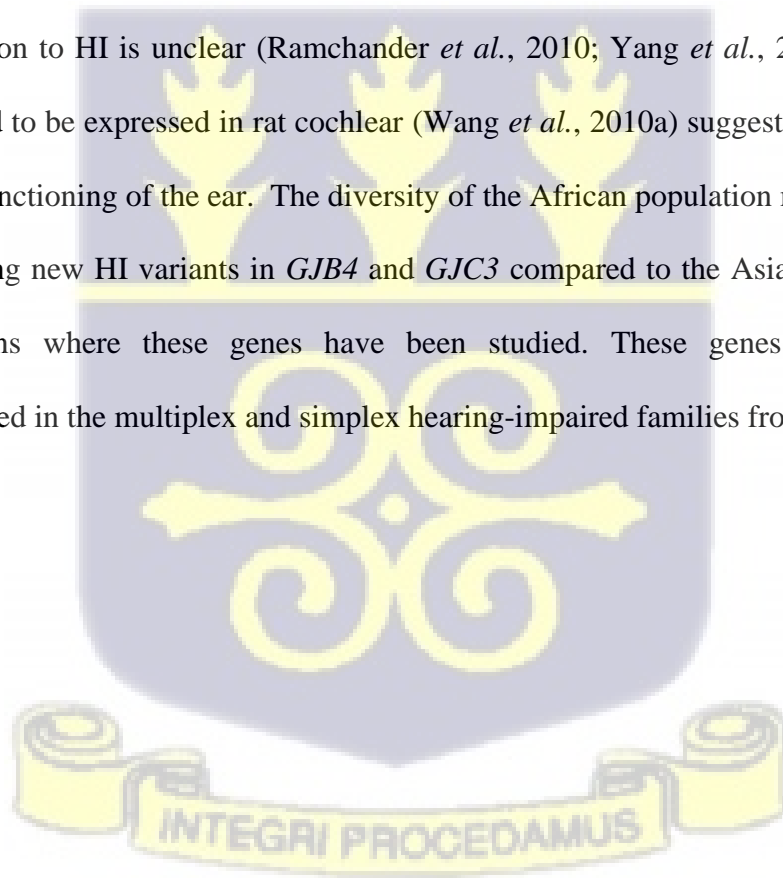 on to HI is unclear (Ramchander et al., 2010; Yang et al., 2
to be expressed in rat cochlear (Wang et al., 2010a) suggest
nctioning of the ear. The diversity of the African population
ng new HI variants in GJB4 and GJC3 compared to the Asia
ns where these genes have been studied. These genes
ed in the multiplex and simplex hearing-impaired families fro
INTEGRI PROCEDAMUS